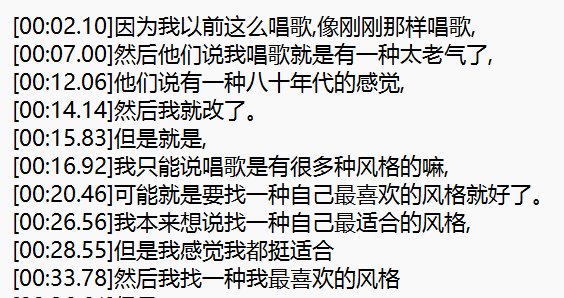 [00:02.10]因为我以前这么唱歌,像刚刚那样唱歌,
[00:07.00]然后他们说我唱歌就是有一种太老气了,
[00:12.06]他们说有一种八十年代的感觉,
[00:14.14]然后我就改了。
[00:15.83]但是就是,
[00:16.92]我只能说唱歌是有很多种风格的嘛,
[00:20.46]可能就是要找一种自己最喜欢的风格就好了。
[00:26.56]我本来想说找一种自己最适合的风格,
[00:28.55]但是我感觉我都挺适合
[00:33.78]然后我找一种我最喜欢的风格